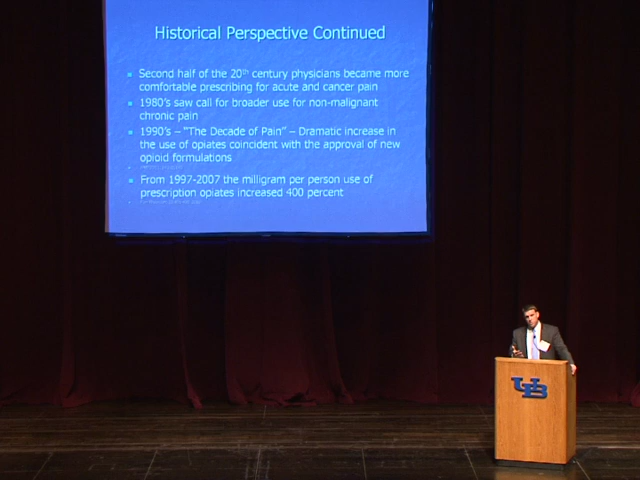 Historical Perspective Continued
Second half of the 20th century physicians became more
comfortable prescribing for acute and cancer pain
1980's saw call for broader use for non-malignant
chronic pain
1990's – "The Decade of Pain" – Dramatic increase in
the use of opiates coincident with the approval of new
opioid formulations
From 1997-2007 the milligram per person use of
prescription opiates increased 400 percent
UB